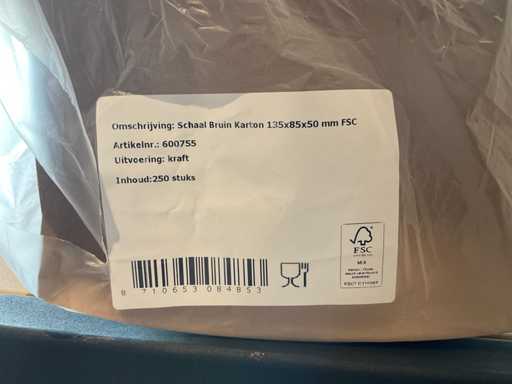 Omschrijving: Schaal Bruin Karton 135x85x50 mm FSC
Artikelnr.: 600755
Uitvoering: kraft
Inhoud:250 stuks
8 710653 084853
FSC
MIX